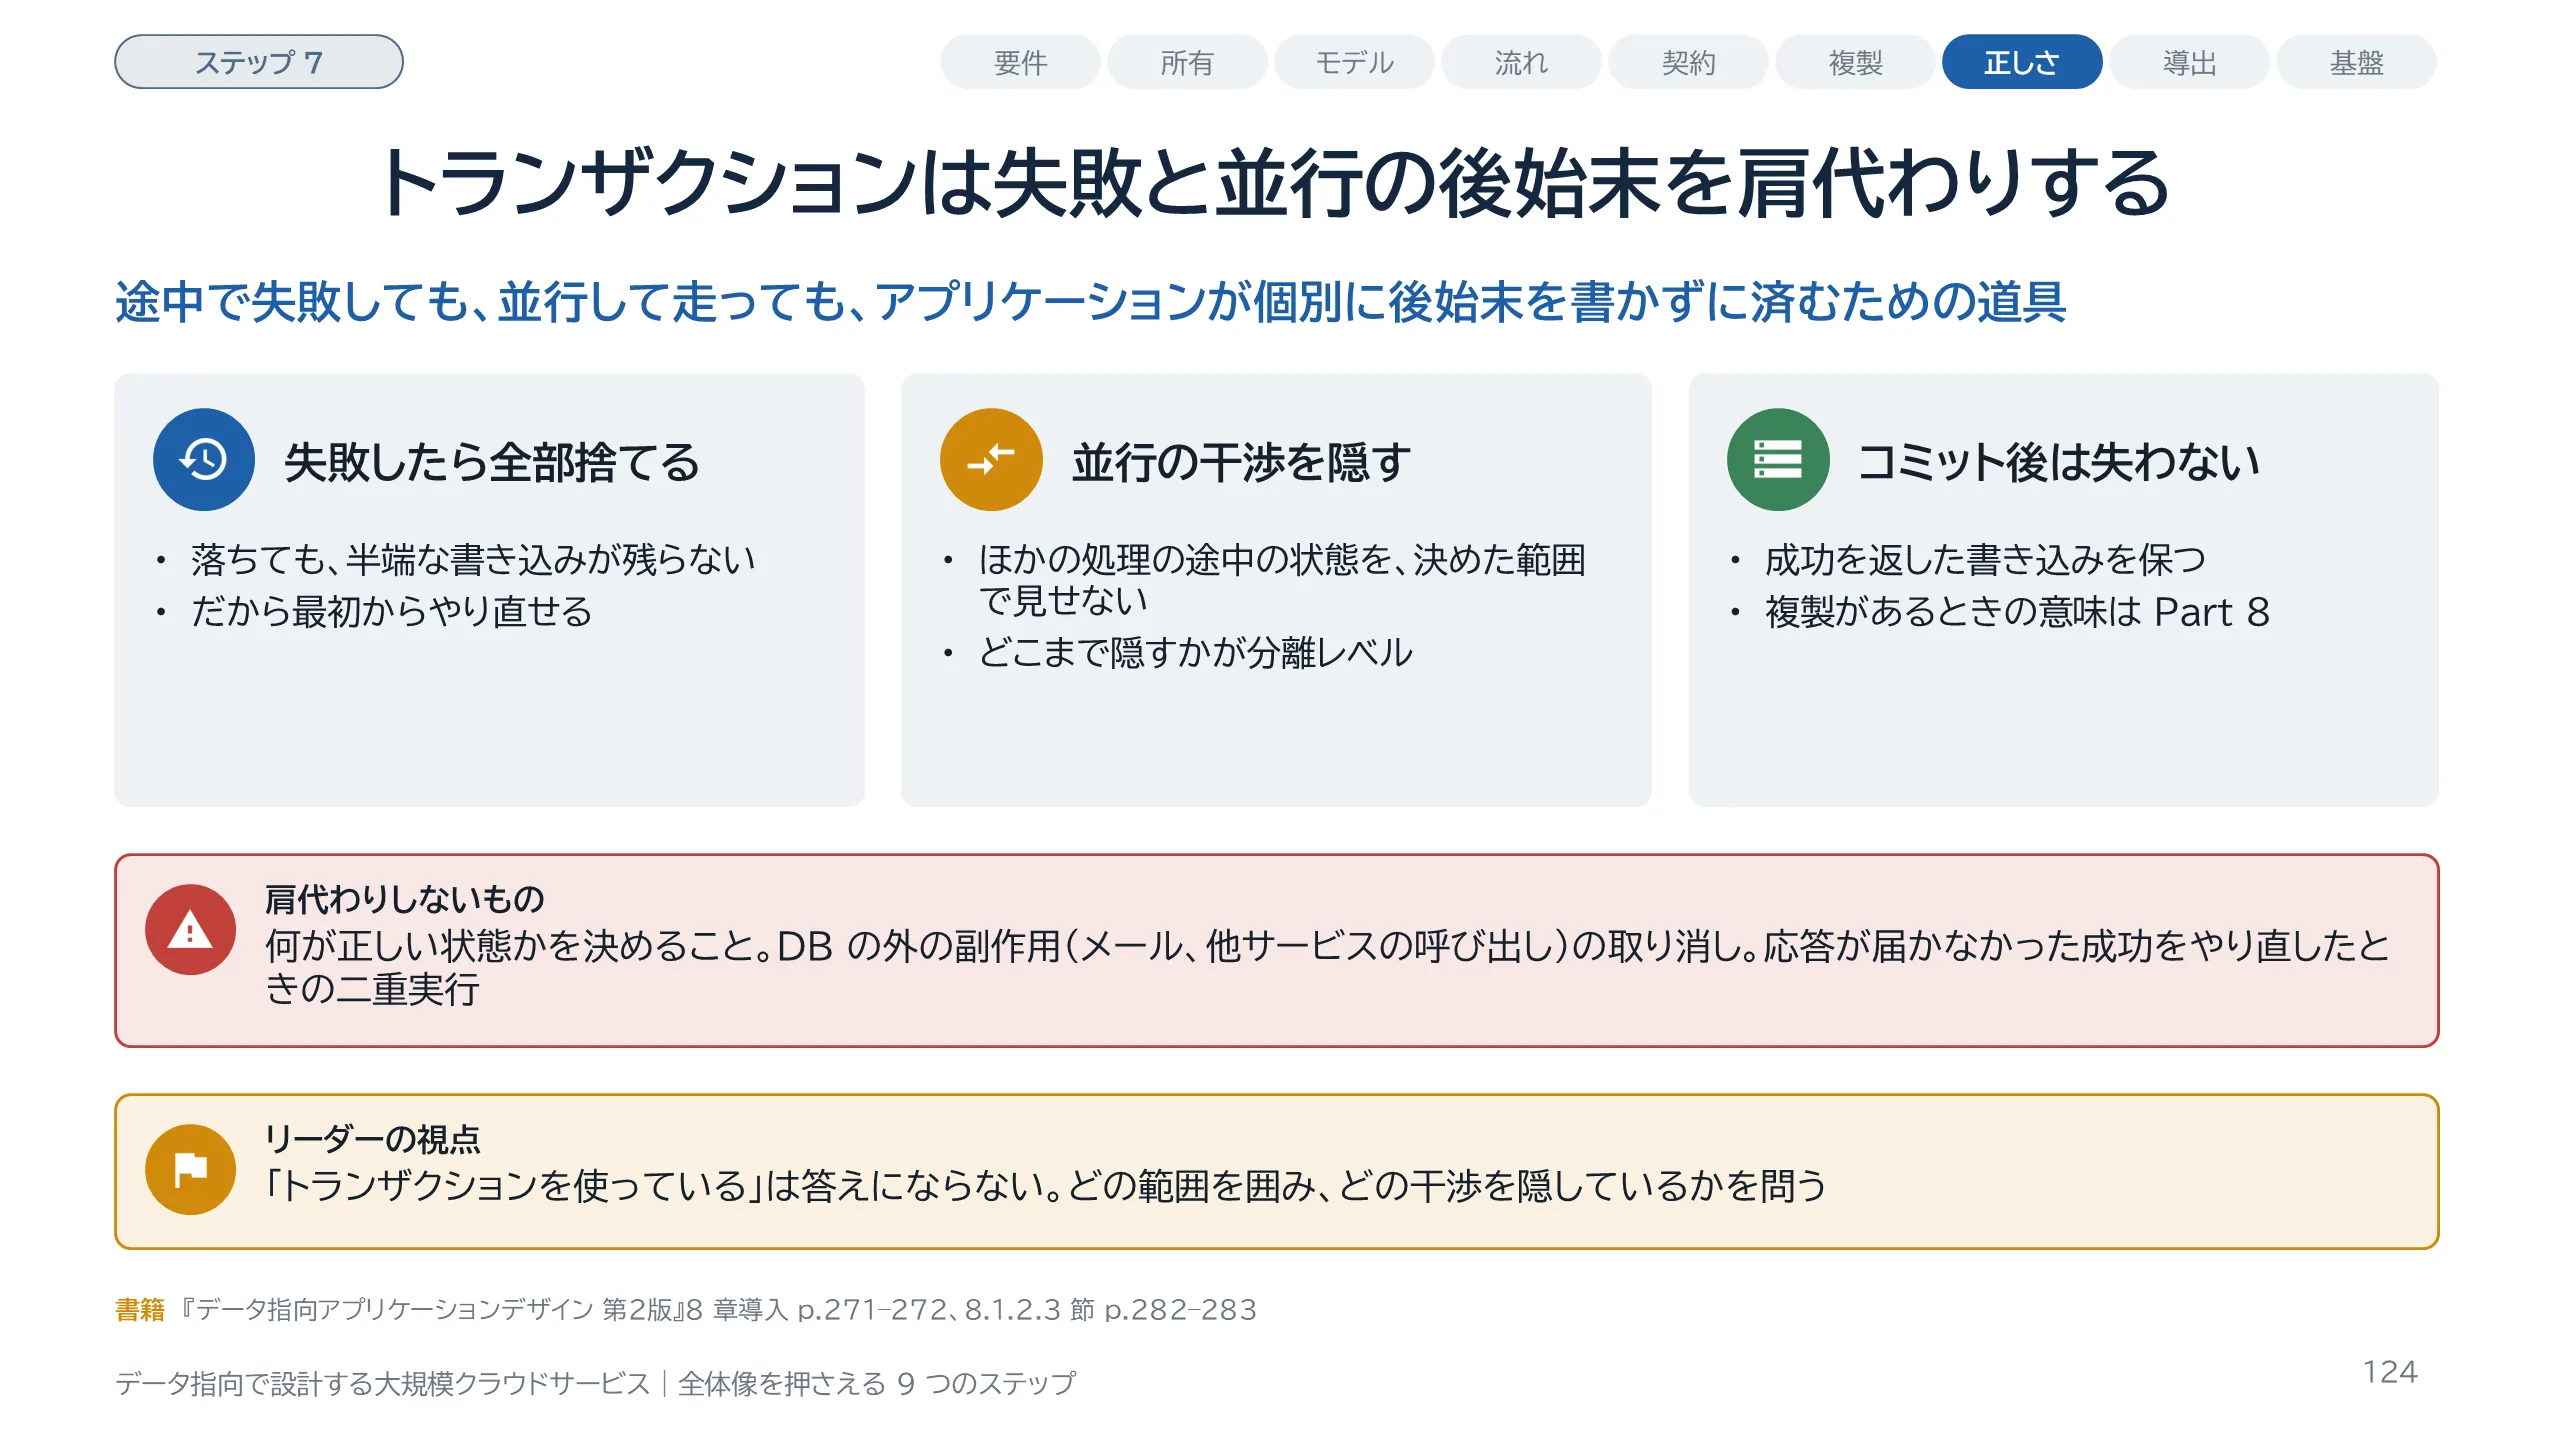 ステップ 7
要件 所有 モデル 流れ 契約 複製 正しさ 導出 基盤
トランザクションは失敗と並行の後始末を肩代わりする
途中で失敗しても、並行して走っても、アプリケーションが個別に後始末を書かずに済むための道具
失敗したら全部捨てる
・ 落ちても、半端な書き込みが残らない
・ だから最初からやり直せる
並行の干渉を隠す
・ ほかの処理の途中の状態を、決めた範囲
で見せない
・ どこまで隠すかが分離レベル
コミット後は失わない
・ 成功を返した書き込みを保つ
・ 複製があるときの意味は Part 8
肩代わりしないもの
何が正しい状態かを決めること。DB の外の副作用（メール、他サービスの呼び出し）の取り消し。応答が届かなかった成功をやり直したと
きの二重実行
リーダーの視点
「トランザクションを使っている」は答えにならない。どの範囲を囲み、どの干渉を隠しているかを問う
書籍 『データ指向アプリケーションデザイン 第2版』8 章導入 p.271–272、8.1.2.3 節 p.282–283
データ指向で設計する大規模クラウドサービス｜全体像を押さえる 9 つのステップ
124